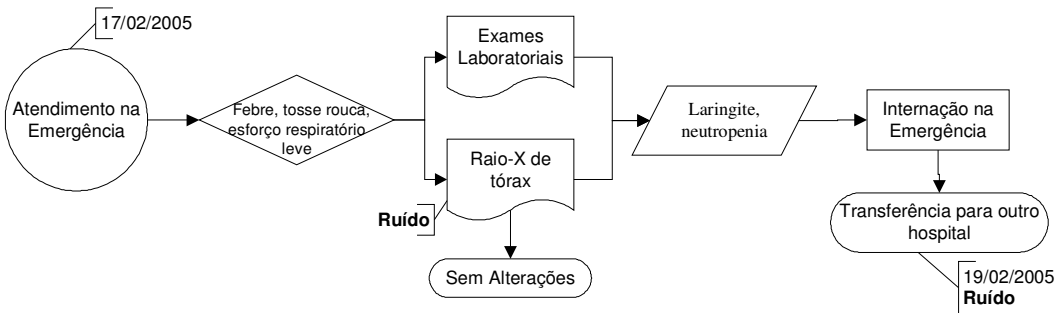 17/02/2005
Atendimento na
Emergência
Febre, tosse rouca,
esforço respiratório
leve
Exames
Laboratoriais
Raio-X de
tórax
Ruído
Sem Alterações
Laringite,
neutropenia
Internação na
Emergência
Transferência para outro
hospital
19/02/2005
Ruído